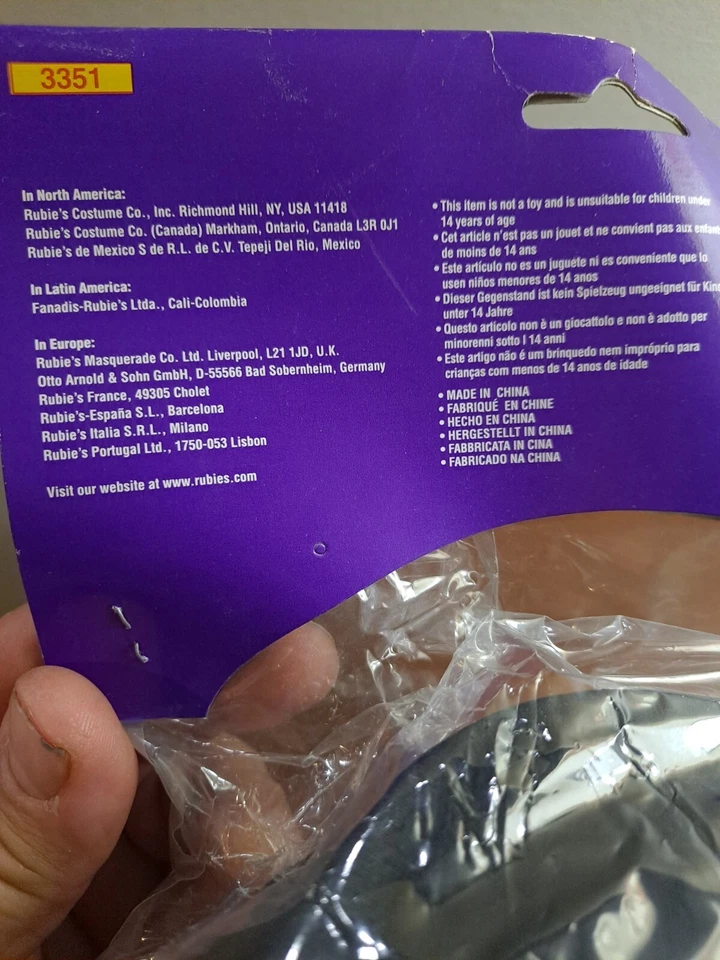 3351
In North America:
Rubie's Costume Co., Inc. Richmond Hill, NY, USA 11418
Rubie's Costume Co. (Canada) Markham, Ontario, Canada L3R 0J1
Rubie's de Mexico S de R.L. de C.V. Tepeji Del Rio, Mexico
In Latin America:
Fanadis-Rubie's Ltda., Cali-Colombia
In Europe:
Rubie's Masquerade Co. Ltd. Liverpool, L21 1JD, U.K.
Otto Arnold & Sohn GmbH, D-55566 Bad Sobernheim, Germany
Rubie's France, 49305 Cholet
Rubie's-España S.L., Barcelona
Rubie's Italia S.R.L., Milano
Rubie's Portugal Ltd., 1750-053 Lisbon
Visit our website at www.rubies.com
• This item is not a toy and is unsuitable for children under
14 years of age
• Cet article n'est pas un jouet et ne convient pas aux
de moins de 14 ans
• Este artículo no es un juguete ni es conveniente que lo
usen niños menores de 14 anos
• Dieser Gegenstand ist kein Spielzeug ungeeignet für
unter 14 Jahre
• Questo articolo non è un giocattolo e non è adotto per
minorenni sotto I 14 anni
• Este artigo não é um brinquedo nem impróprio para
crianças com menos de 14 anos de idade
• MADE IN CHINA
• FABRIQUÉ EN CHINE
• HECHO EN CHINA
• HERGESTELLT IN CHINA
• FABBRICATA IN CINA
• FABRICADO NA CHINA